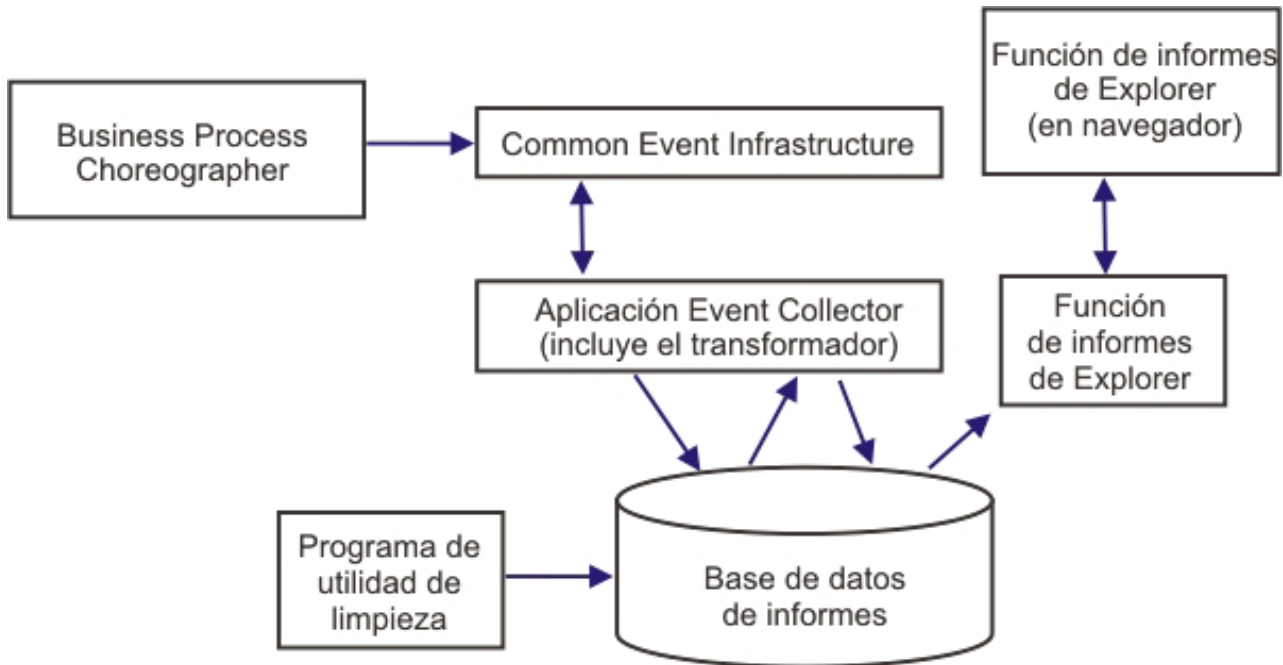 Business Process
Choreographer
Common Event Infrastructure
Función de informes
de Explorer
(en navegador)
Aplicación Event Collector
(incluye el transformador)
Función
de informes
de Explorer
Programa de
utilidad de
limpieza
Base de datos
de informes